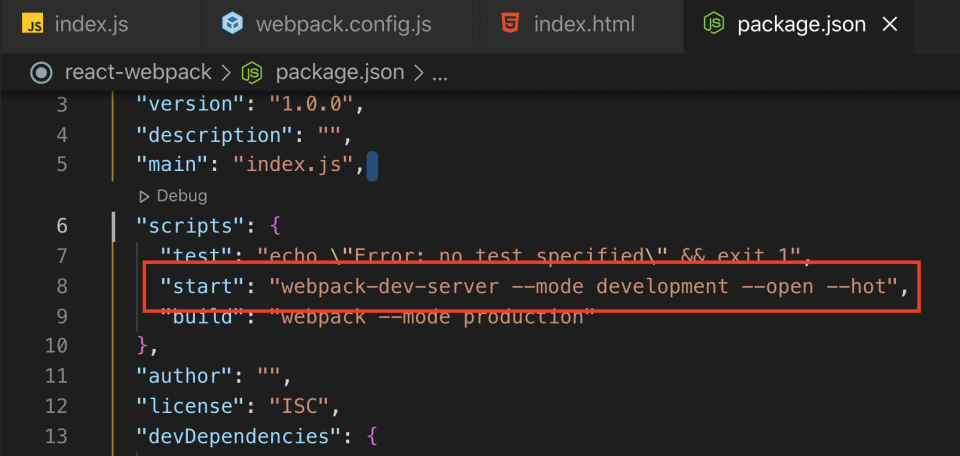 JS index.js webpack.config.js 5 index.html JS package.json ×
react-webpack > JS package.json > ...
3 "version": "1.0.0",
4 "description": "",
5 "main": "index.js",
Debug
6 "scripts": {
7 "test": "echo \"Error: no test specified\" && exit 1",
8 "start": "webpack-dev-server --mode development --open --hot",
9 "build": "webpack --mode production"
10 },
11 "author": "",
12 "license": "ISC",
13 "devDependencies": {